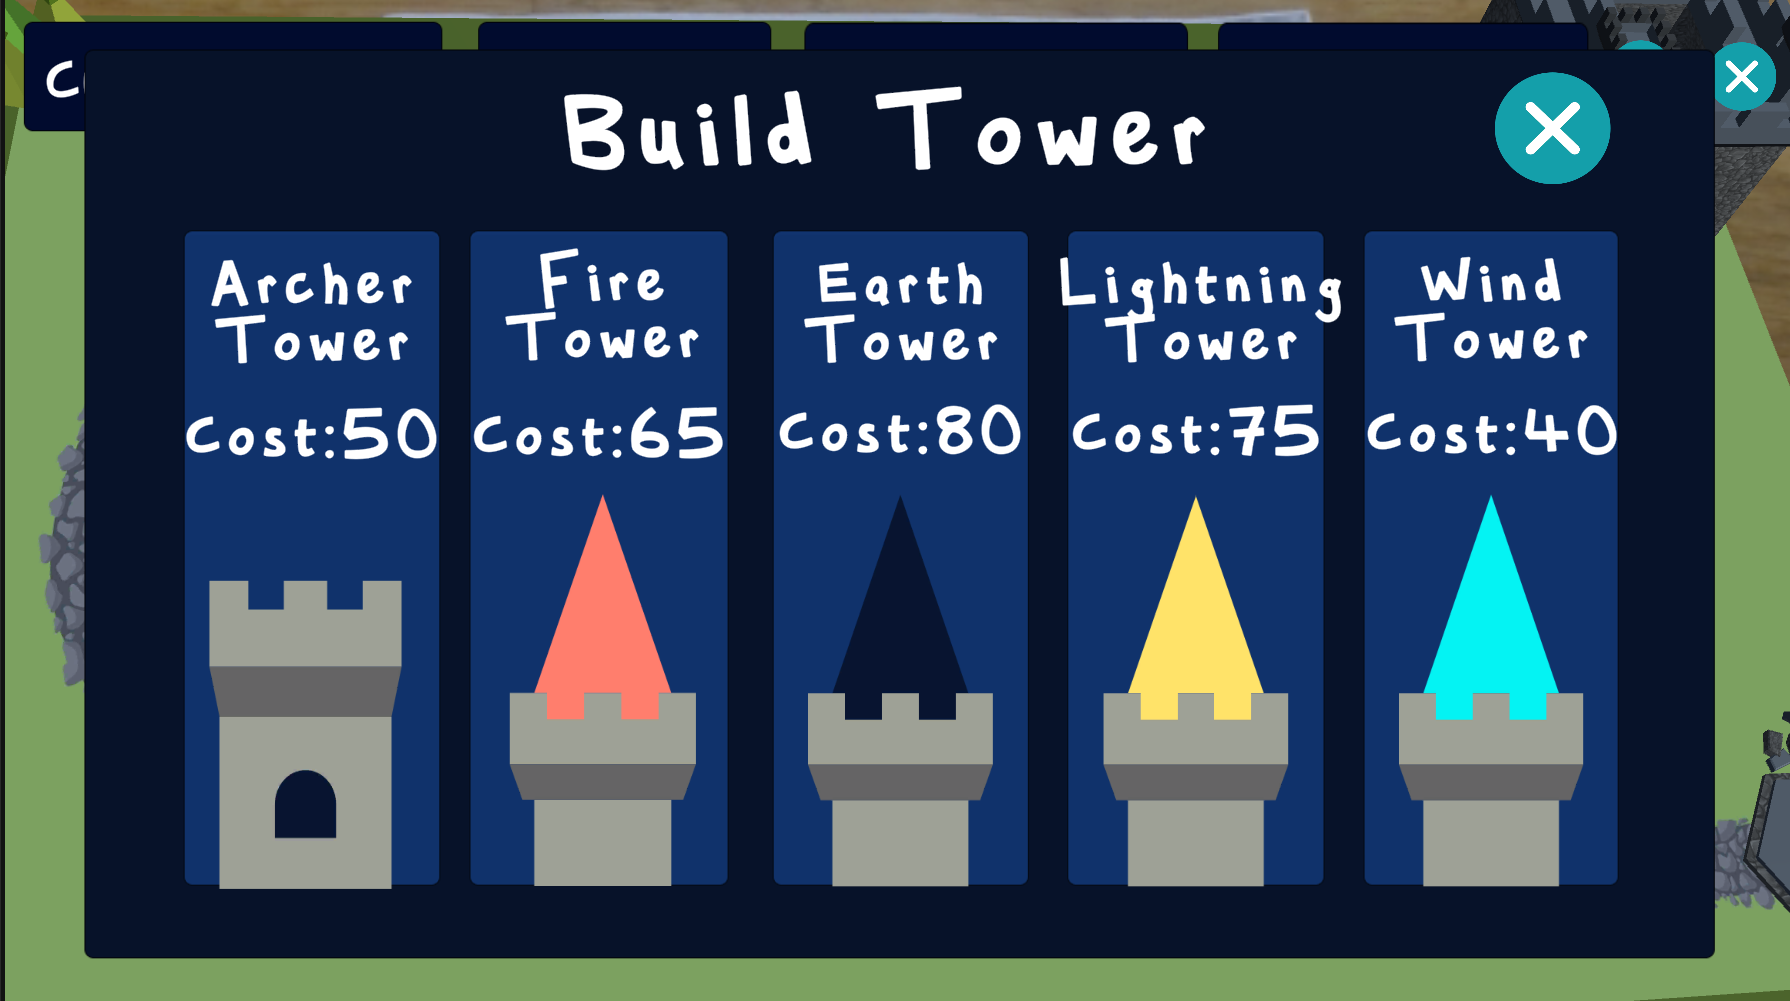 Build Tower
Archer
Tower
Cost:50
Fire
Tower
Cost:65
Earth
Tower
Cost:80
Lightning
Tower
Cost:75
Wind
Tower
Cost:40